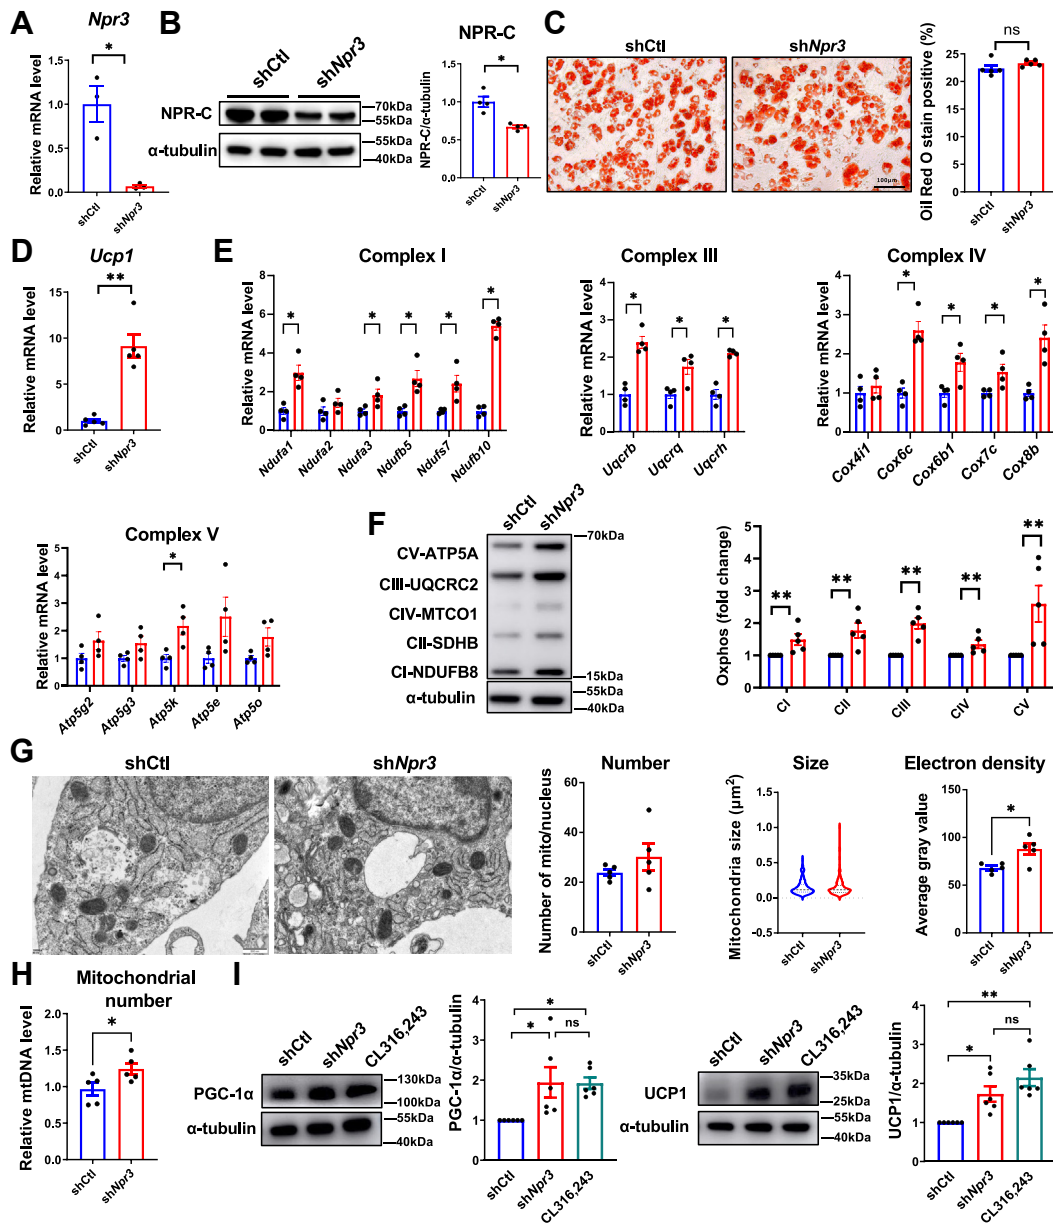 A
Npr3
Relative mRNA level
1.5
1.0
0.5
0.0
*
shCtl
shNpr3
B
shCtl
shNpr3
NPR-C
α-tubulin
70kDa
55kDa
55kDa
40kDa
NPR-C
NPR-C/α-tubulin
1.5
1.0
0.5
0.0
*
shCtl
shNpr3
C
shCtl
shNpr3
100μm
Oil Red O stain positive (%)
25
20
15
10
5
0
ns
shCtl
shNpr3
D
Ucp1
Relative mRNA level
15
10
5
0
**
shCtl
shNpr3
E
Complex I
Relative mRNA level
8
6
4
2
0
* * * * *
Ndufa1 Ndufa2 Ndufa3 Ndufb5 Ndufs7 Ndufb10
Complex III
Relative mRNA level
4
3
2
1
0
* * *
Uqcrb Uqcrq Uqcrh
Complex IV
Relative mRNA level
4
3
2
1
0
* * * *
Cox4i1 Cox6c Cox6b1 Cox7c Cox8b
Complex V
Relative mRNA level
5
4
3
2
1
0
*
Atp5g2 Atp5g3 Atp5k Atp5e Atp5o
F
shCtl
shNpr3
CV-ATP5A
CIII-UQCRC2
CIV-MTCO1
CII-SDHB
CI-NDUFB8
α-tubulin
70kDa
15kDa
55kDa
40kDa
Oxphos (fold change)
5
4
3
2
1
0
** ** ** ** **
CI CII CIII CIV CV
G
shCtl
shNpr3
Number
Number of mito/nucleus
60
40
20
0
shCtl
shNpr3
Size
Mitochondria size (μm²)
1.5
1.0
0.5
0.0
-0.5
shCtl
shNpr3
Electron density
Average gray value
150
100
50
0
*
shCtl
shNpr3
H
Mitochondrial
number
Relative mtDNA level
2.0
1.5
1.0
0.5
0.0
*
shCtl
shNpr3
I
shCtl
shNpr3
CL316,243
PGC-1α
α-tubulin
130kDa
100kDa
55kDa
40kDa
PGC-1α/α-tubulin
4
3
2
1
0
*
* ns
shCtl
shNpr3
CL316,243
shCtl
shNpr3
CL316,243
UCP1
α-tubulin
35kDa
25kDa
55kDa
40kDa
UCP1/α-tubulin
4
3
2
1
0
**
* ns
shCtl
shNpr3
CL316,243